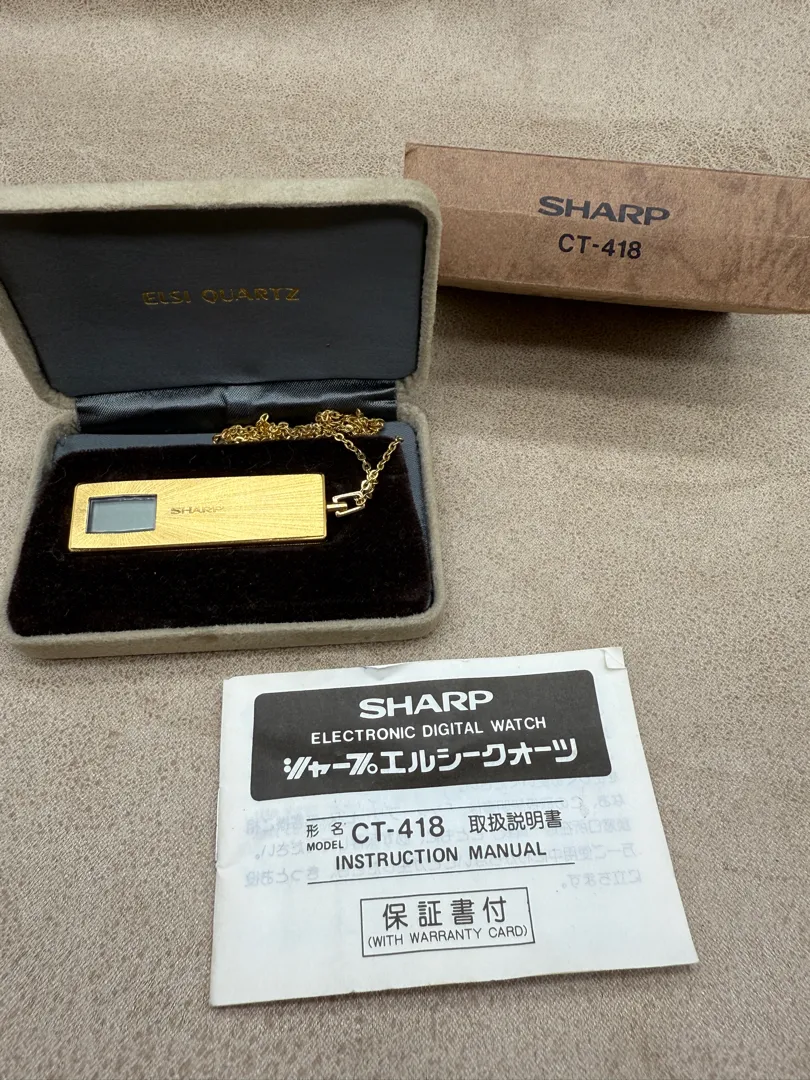 SHARP
CT-418
ELSI QUARTZ
SHARP
SHARP
ELECTRONIC DIGITAL WATCH
シャープエルシークオーツ
形名 CT-418 取扱説明書
MODEL
INSTRUCTION MANUAL
保証書付
(WITH WARRANTY CARD)